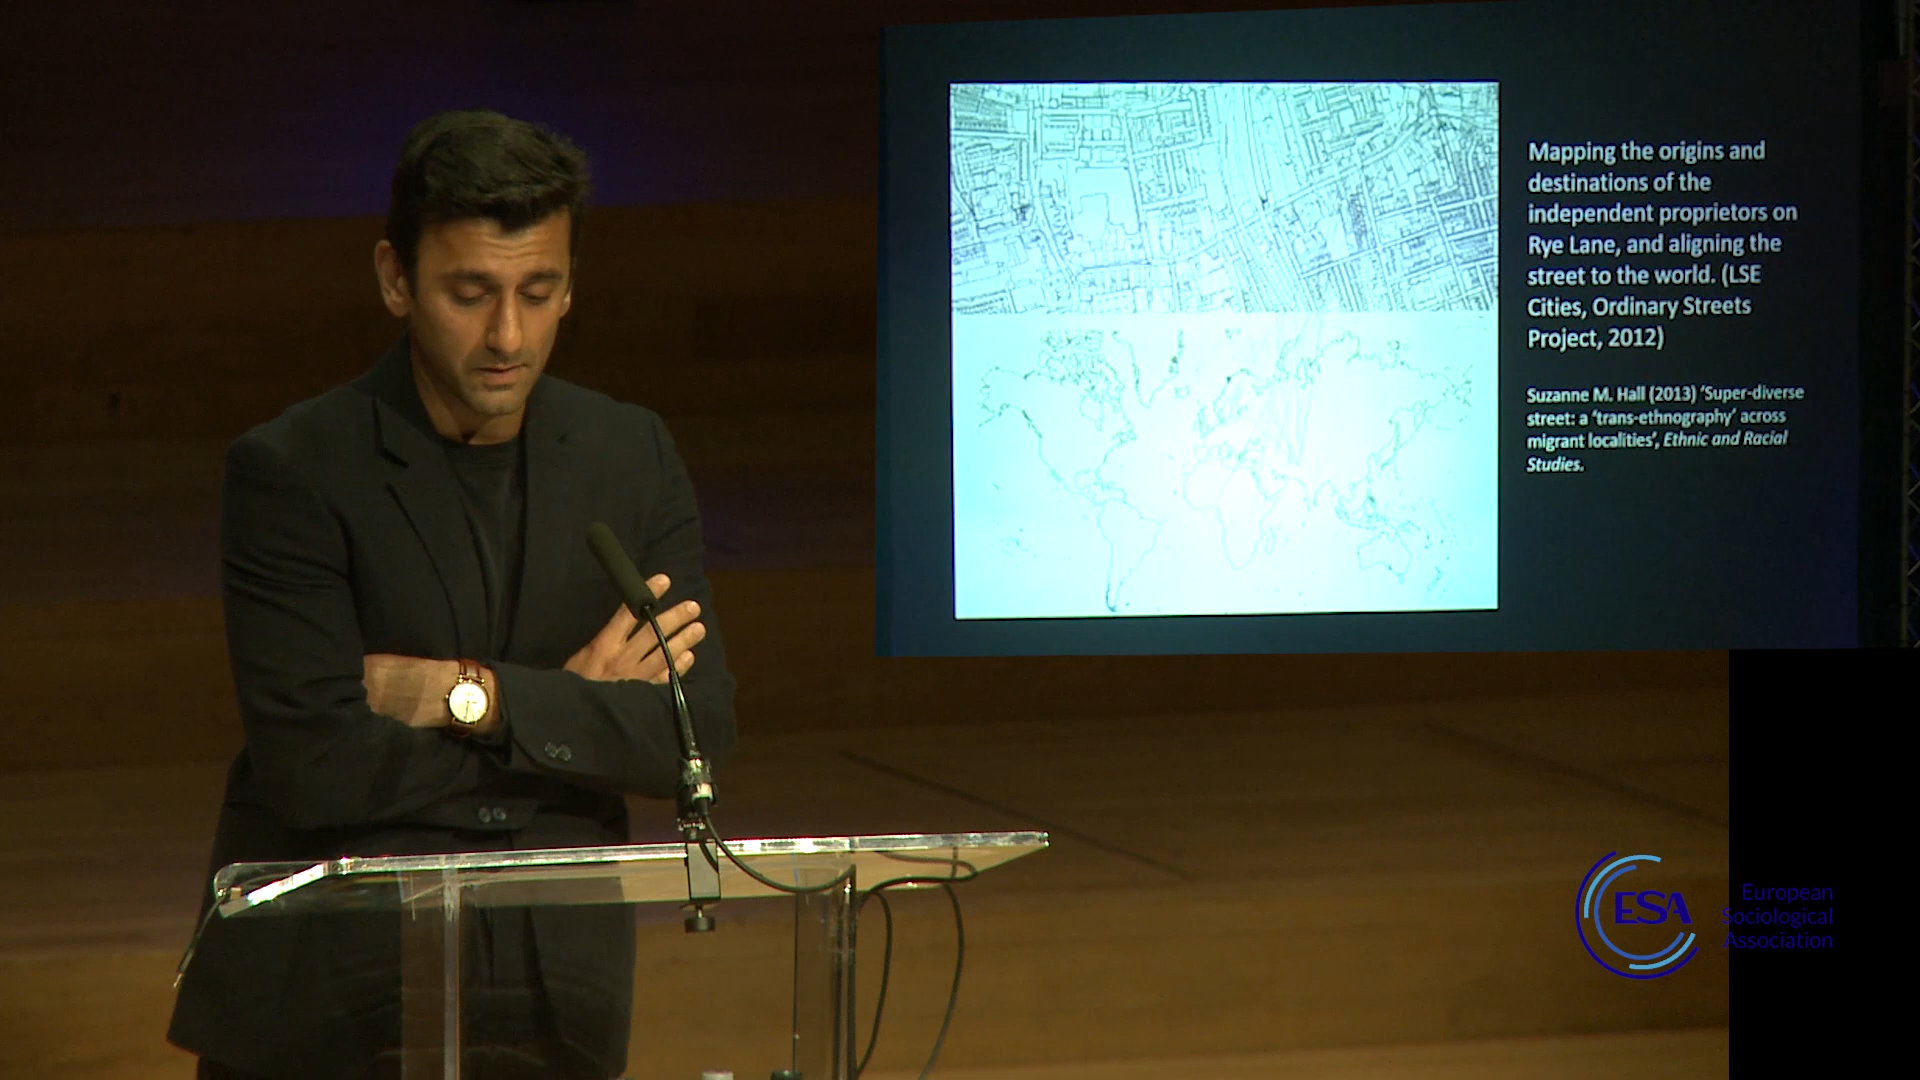 Mapping the origins and
destinations of the
independent proprietors on
Rye Lane, and aligning the
street to the world. (LSE
Cities, Ordinary Streets
Project, 2012)
Suzanne M. Hall (2013) ‘Super-diverse
street: a ‘trans-ethnography’ across
migrant localities’, Ethnic and Racial
Studies.
ESA
European
Sociological
Association